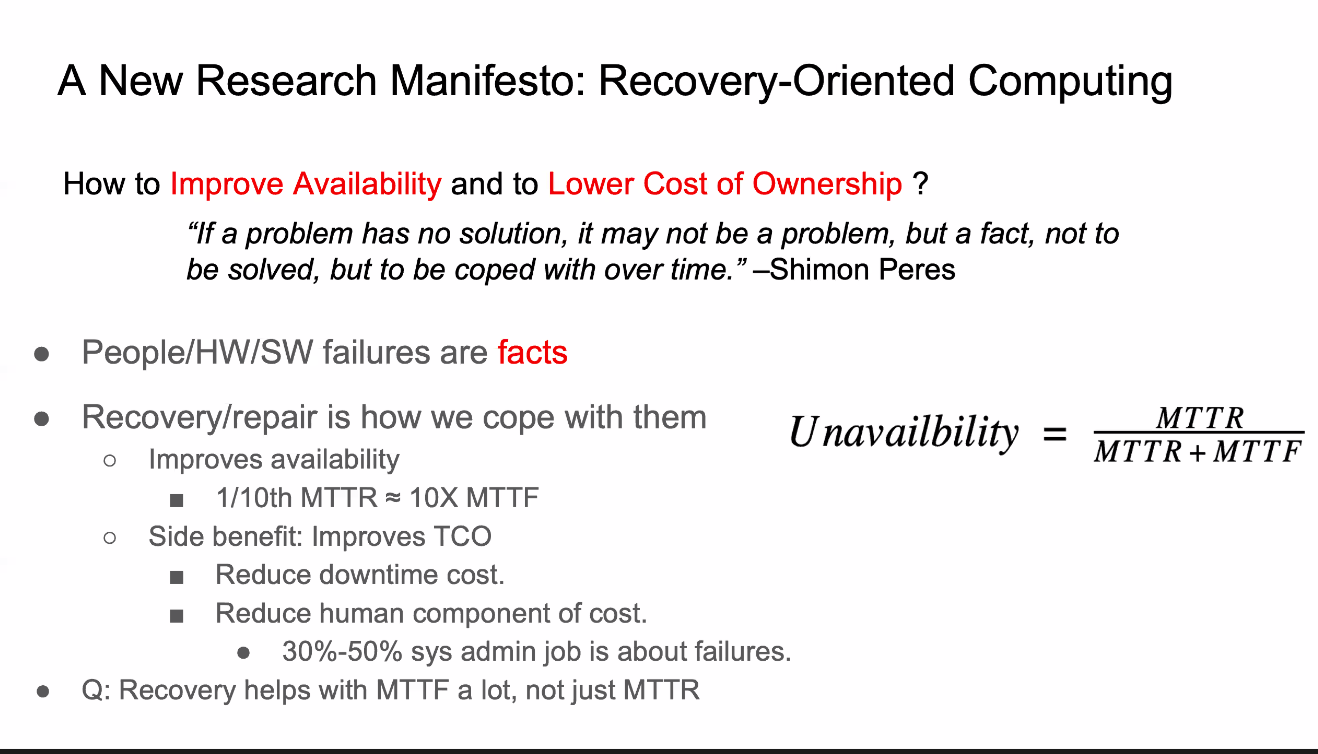 A New Research Manifesto: Recovery-Oriented Computing
How to Improve Availability and to Lower Cost of Ownership ?
“If a problem has no solution, it may not be a problem, but a fact, not to
be solved, but to be coped with over time.” –Shimon Peres
● People/HW/SW failures are facts
● Recovery/repair is how we cope with them
○ Improves availability
■ 1/10th MTTR ≈ 10X MTTF
○ Side benefit: Improves TCO
■ Reduce downtime cost.
■ Reduce human component of cost.
● 30%-50% sys admin job is about failures.
● Q: Recovery helps with MTTF a lot, not just MTTR
Unavailbility = MTTR / MTTR + MTTF